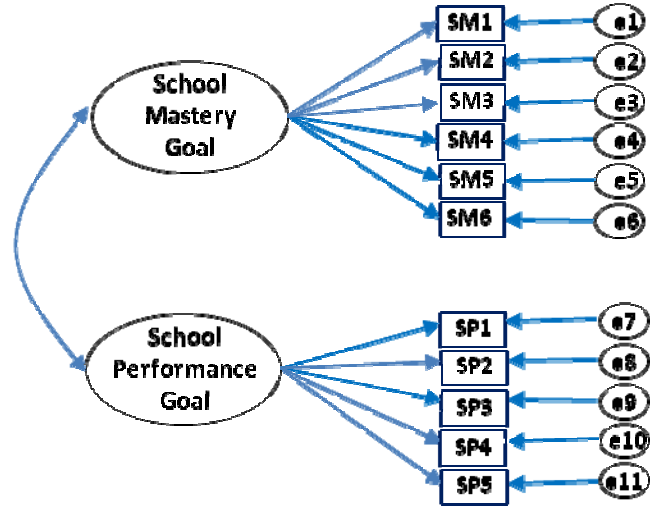 School
Mastery
Goal
SM1
e1
SM2
e2
SM3
e3
SM4
e4
SM5
e5
SM6
e6
School
Performance
Goal
SP1
e7
SP2
e8
SP3
e9
SP4
e10
SP5
e11